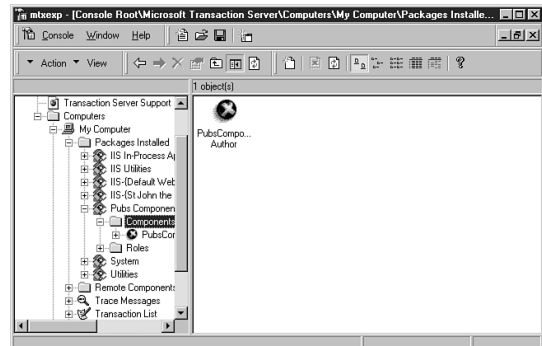 mtxexp - [Console Root\Microsoft Transaction Server\Computers\My Computer\Packages Installe...
Console Window Help
Action View
1 object(s)
Transaction Server Support
Computers
My Computer
Packages Installed
IIS In-Process A
IIS Utilities
IIS-{Default Web
IIS-{St John the
Pubs Componen
Components
PubsCor
Roles
System
Utilities
Remote Components
Trace Messages
Transaction List
PubsCompo...
Author